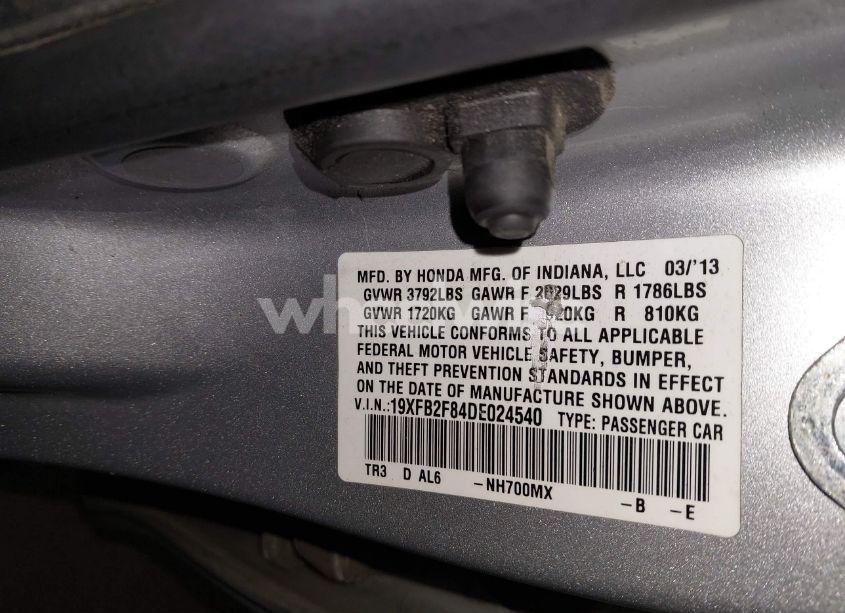 MFD. BY HONDA MFG. OF INDIANA, LLC 03/'13
GVWR 3792LBS GAWR F LBS R 1786LBS
GVWR 1720KG GAWR F KG R 810KG
THIS VEHICLE CONFORMS TO ALL APPLICABLE
FEDERAL MOTOR VEHICLE SAFETY, BUMPER,
AND THEFT PREVENTION STANDARDS IN EFFECT
ON THE DATE OF MANUFACTURE SHOWN ABOVE.
V.I.N.:19XFB2F84DE024540 TYPE: PASSENGER CAR
TR3 D AL6 -NH700MX -B -E